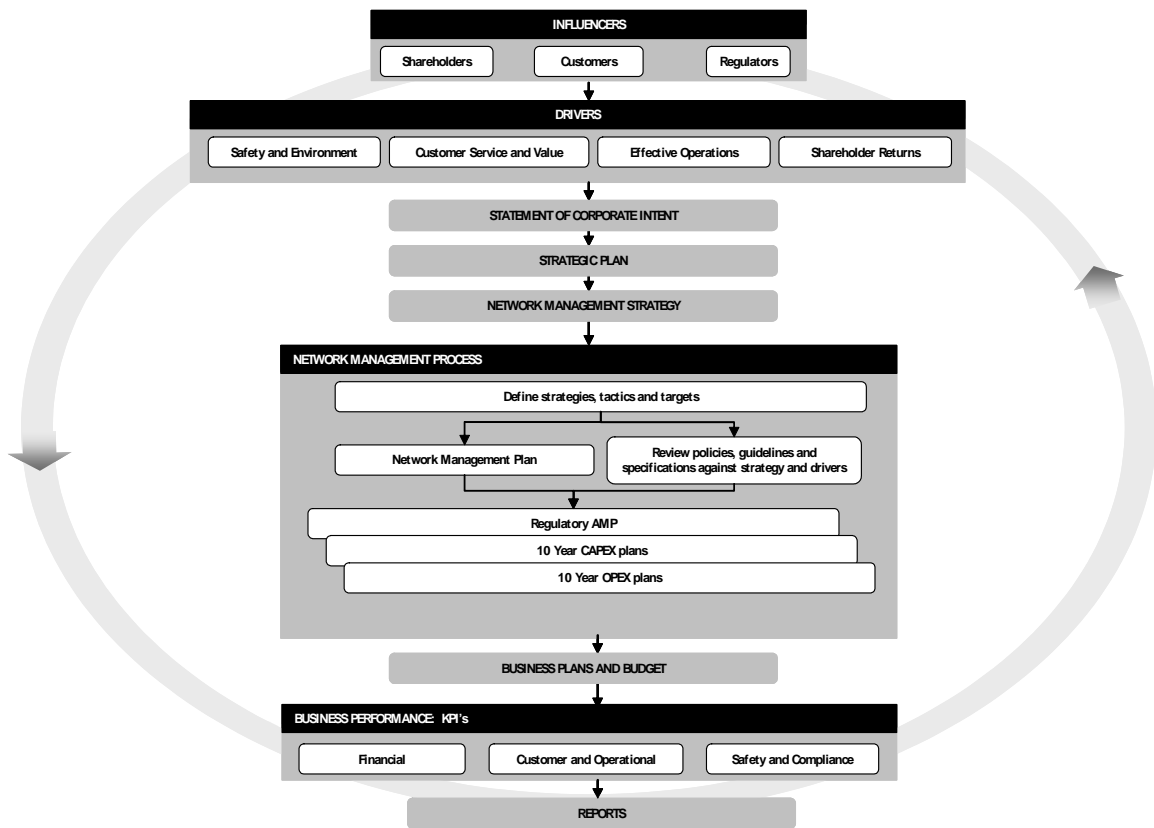 INFLUENCERS
Shareholders
Customers
Regulators
DRIVERS
Safety and Environment
Customer Service and Value
Effective Operations
Shareholder Returns
STATEMENT OF CORPORATE INTENT
STRATEGIC PLAN
NETWORK MANAGEMENT STRATEGY
NETWORK MANAGEMENT PROCESS
Define strategies, tactics and targets
Network Management Plan
Review policies, guidelines and
specifications against strategy and drivers
Regulatory AMP
10 Year CAPEX plans
10 Year OPEX plans
BUSINESS PLANS AND BUDGET
BUSINESS PERFORMANCE: KPI's
Financial
Customer and Operational
Safety and Compliance
REPORTS